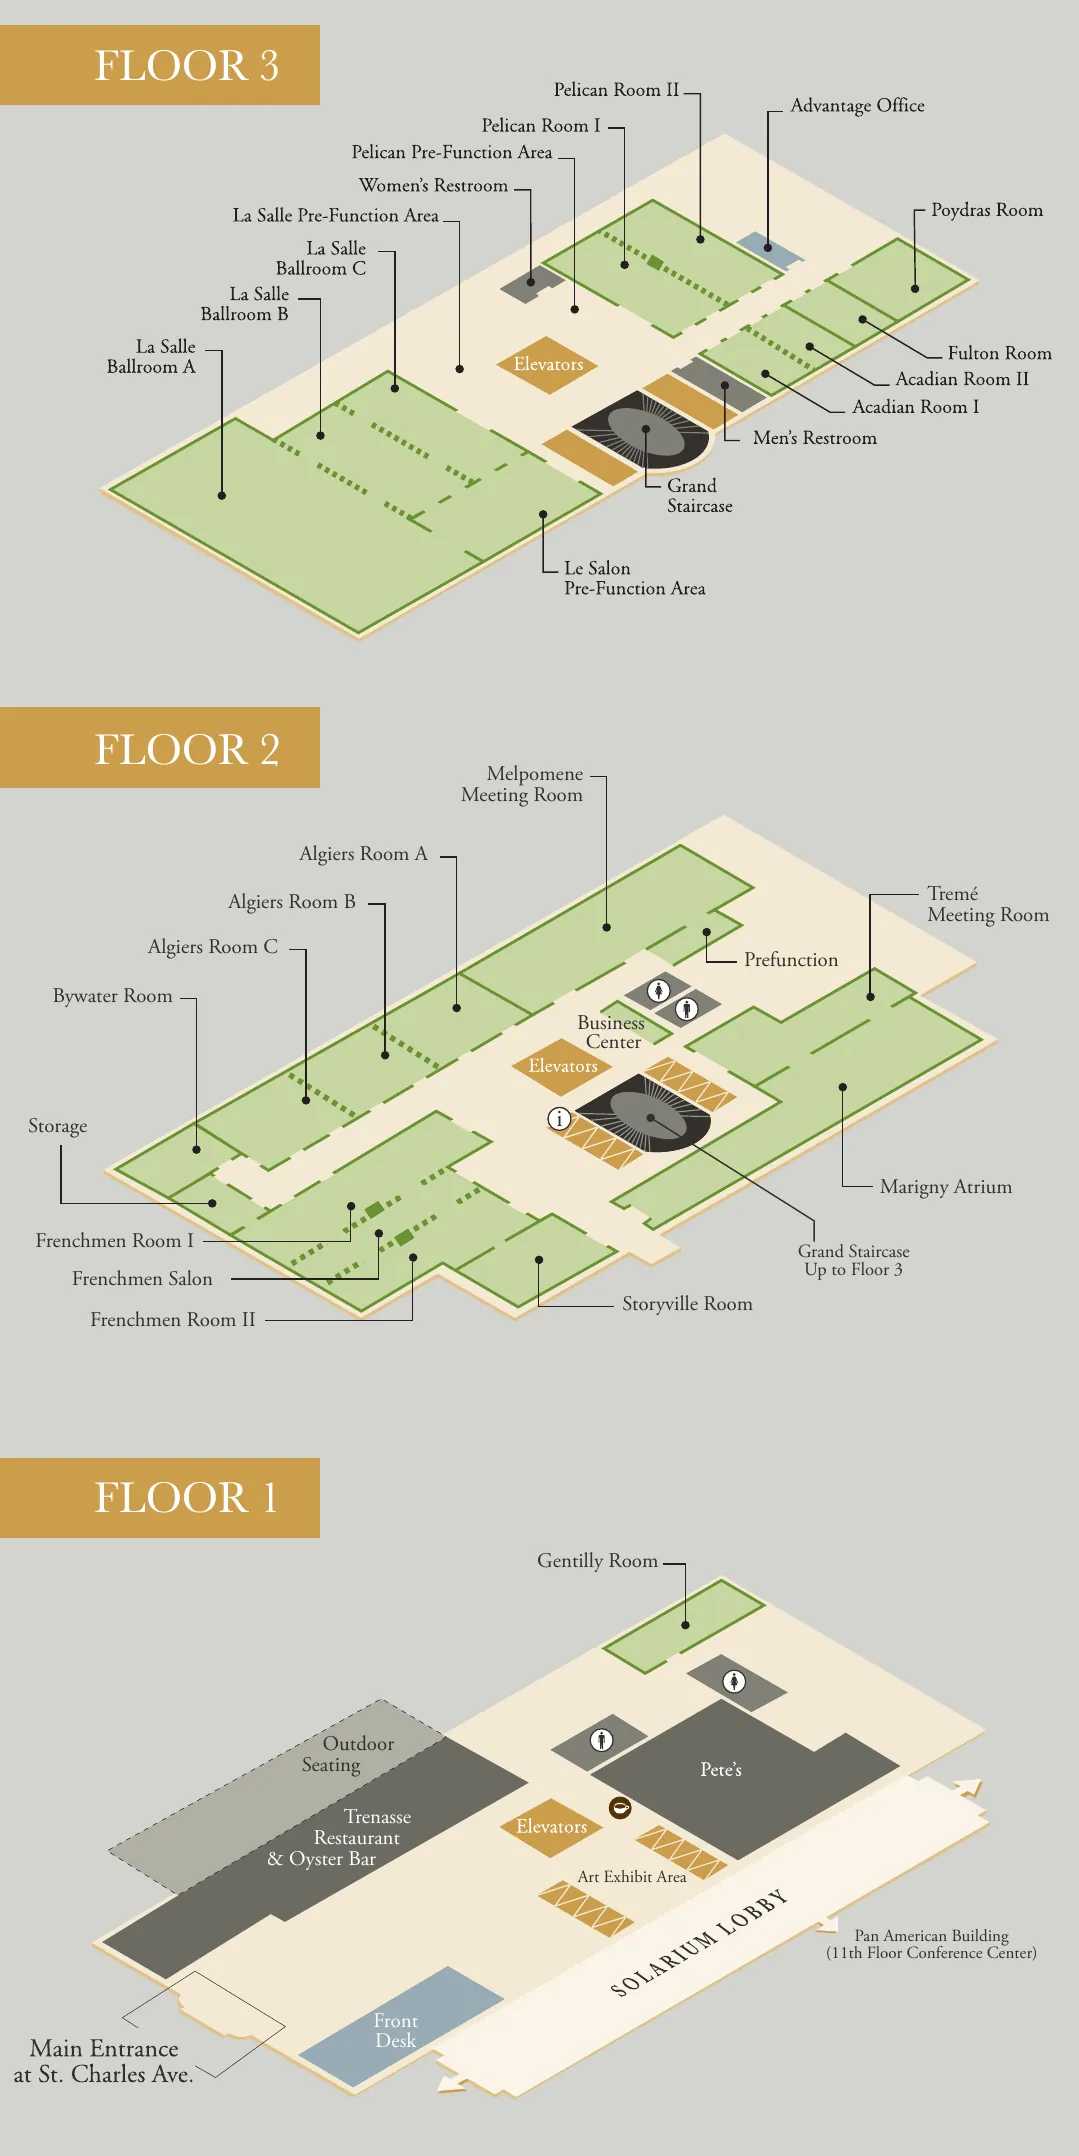 FLOOR 3
Pelican Room II
Advantage Office
Pelican Room I
Pelican Pre-Function Area
Women's Restroom
Poydras Room
La Salle Pre-Function Area
La Salle
Ballroom C
La Salle
Ballroom B
La Salle
Ballroom A
Elevators
Fulton Room
Acadian Room II
Acadian Room I
Men's Restroom
Grand
Staircase
Le Salon
Pre-Function Area
FLOOR 2
Melpomene
Meeting Room
Algiers Room A
Algiers Room B
Tremé
Meeting Room
Algiers Room C
Prefunction
Bywater Room
Business
Center
Elevators
i
Storage
Marigny Atrium
Frenchmen Room I
Grand Staircase
Up to Floor 3
Frenchmen Salon
Storyville Room
Frenchmen Room II
FLOOR 1
Gentilly Room
Outdoor
Seating
Pete's
Trenasse
Restaurant
& Oyster Bar
Elevators
Art Exhibit Area
SOLARIUM LOBBY
Pan American Building
(11th Floor Conference Center)
Front
Desk
Main Entrance
at St. Charles Ave.